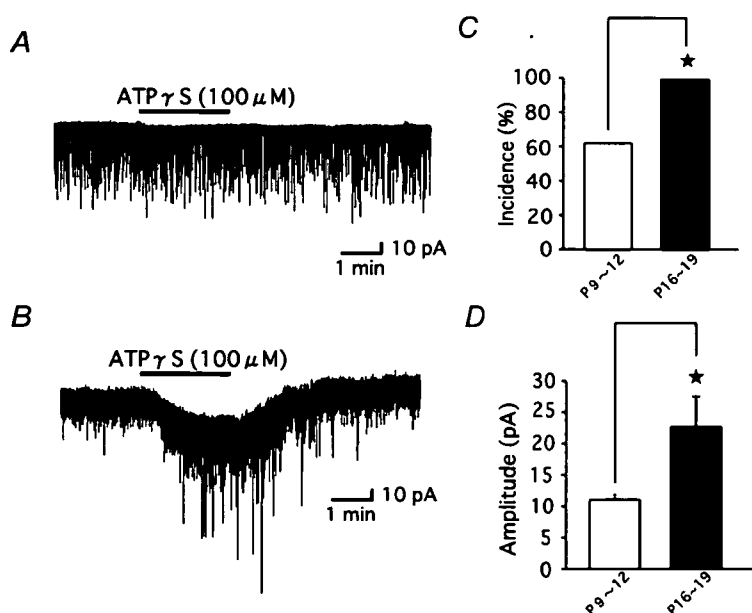 A
ATPγS (100 μM)
10 pA
1 min
B
ATPγS (100 μM)
10 pA
1 min
C
Incidence (%)
100
80
60
40
20
0
P9~12
P16~19
D
Amplitude (pA)
30
25
20
15
10
5
0
P9~12
P16~19